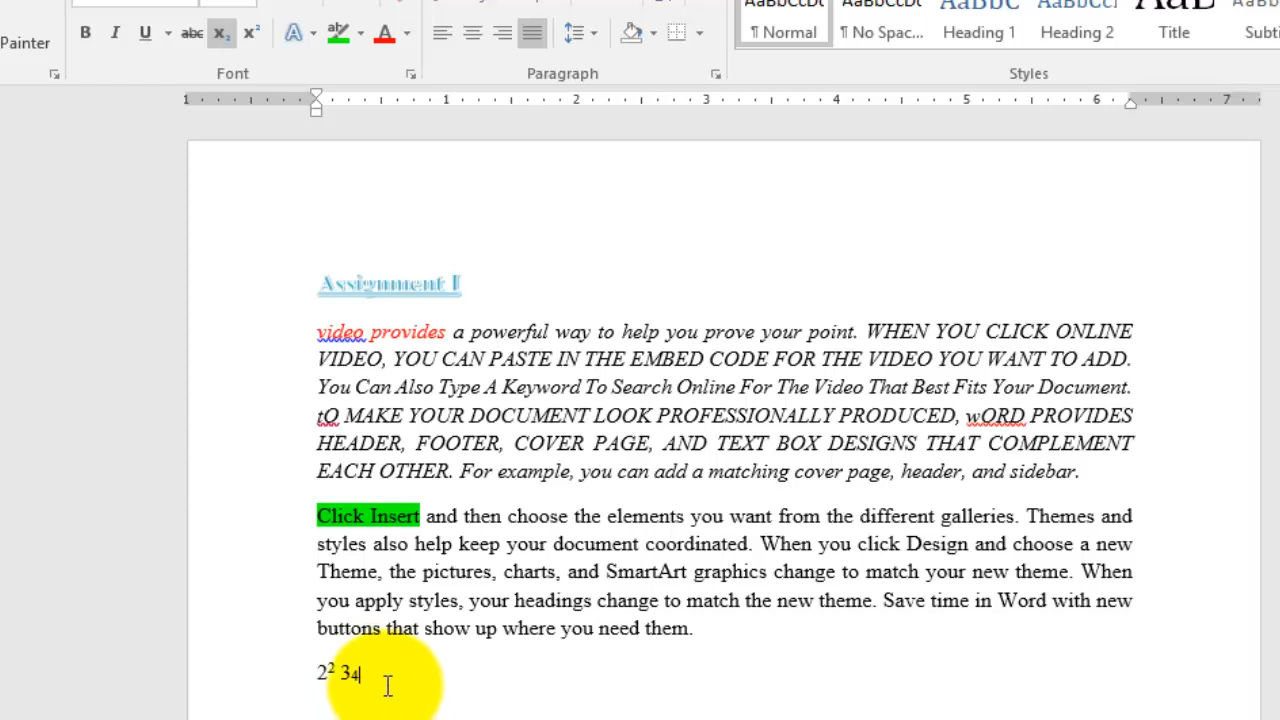 AaBbCcDc AaBbCcDc AaBbC AaBbCcI AaB AaBb
Painter B I U abc x₂ x² A aby A ¶ Normal ¶ No Spac... Heading 1 Heading 2 Title Subti
Font Paragraph Styles
1 1 2 3 4 5 6 7
Assignment I
video provides a powerful way to help you prove your point. WHEN YOU CLICK ONLINE
VIDEO, YOU CAN PASTE IN THE EMBED CODE FOR THE VIDEO YOU WANT TO ADD.
You Can Also Type A Keyword To Search Online For The Video That Best Fits Your Document.
tO MAKE YOUR DOCUMENT LOOK PROFESSIONALLY PRODUCED, wORD PROVIDES
HEADER, FOOTER, COVER PAGE, AND TEXT BOX DESIGNS THAT COMPLEMENT
EACH OTHER. For example, you can add a matching cover page, header, and sidebar.
Click Insert and then choose the elements you want from the different galleries. Themes and
styles also help keep your document coordinated. When you click Design and choose a new
Theme, the pictures, charts, and SmartArt graphics change to match your new theme. When
you apply styles, your headings change to match the new theme. Save time in Word with new
buttons that show up where you need them.
2² 3₄